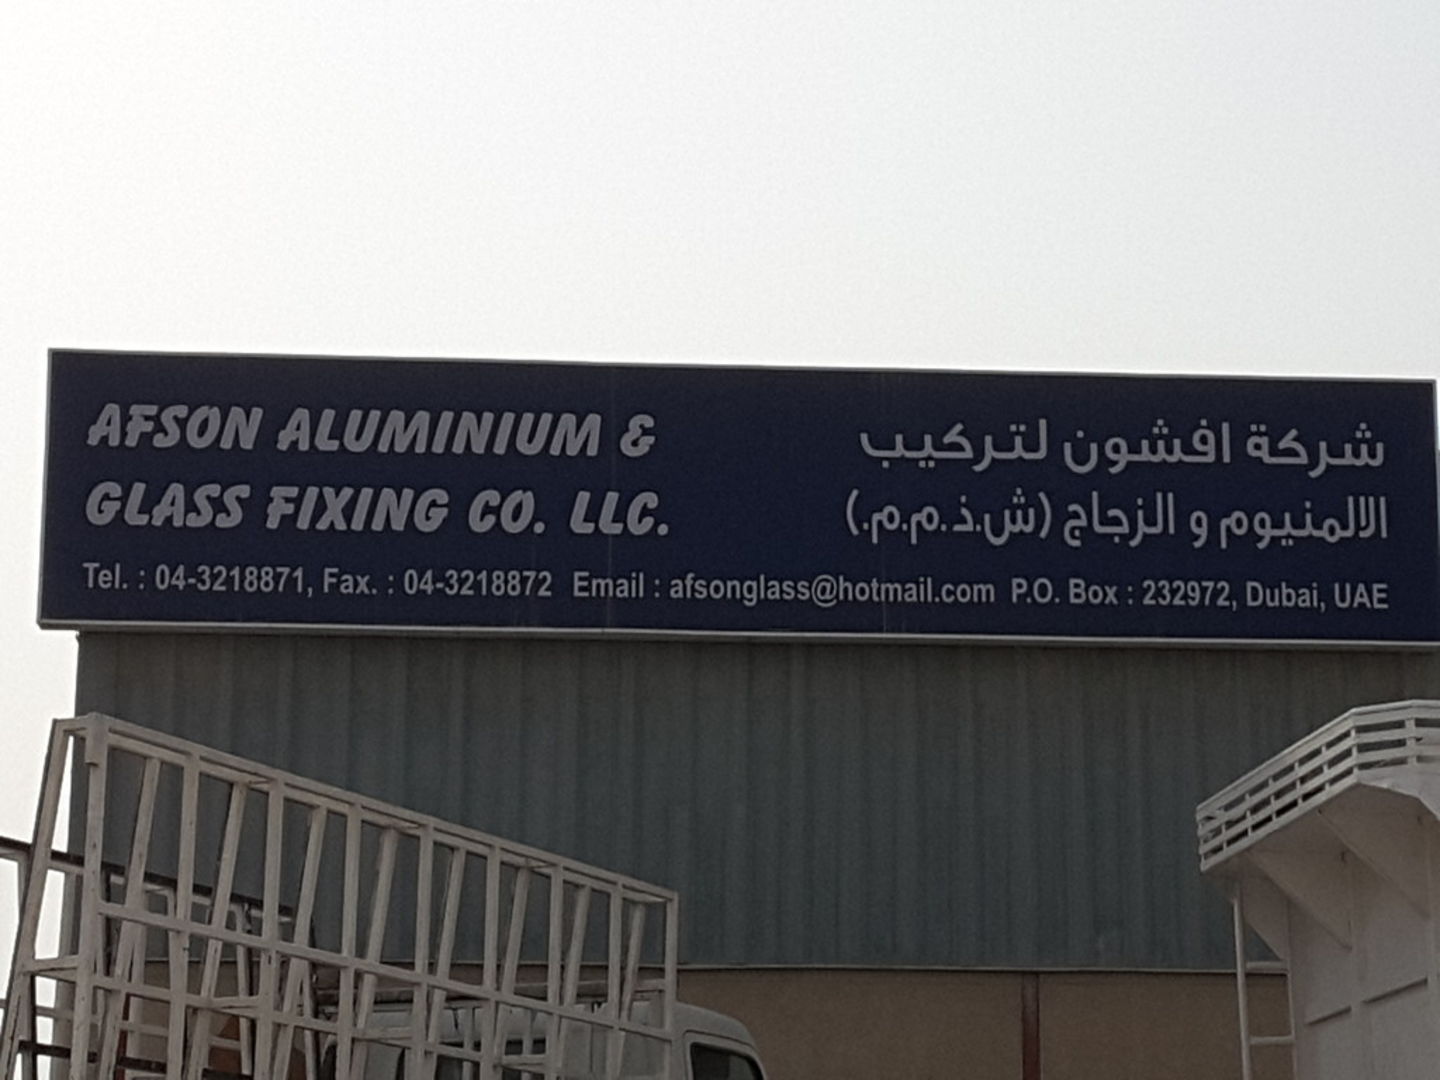 AFSON ALUMINIUM &
GLASS FIXING CO. LLC.
شركة افشون لتركيب
الالمنيوم و الزجاج (ش.ذ.م.م.)
Tel. : 04-3218871, Fax. : 04-3218872 Email : afsonglass@hotmail.com P.O. Box : 232972, Dubai, UAE